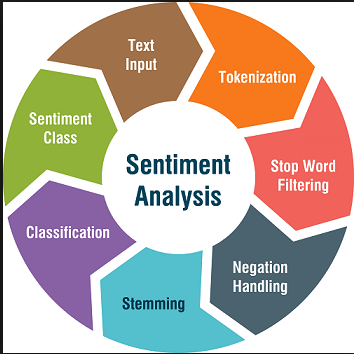 Text
Input
Tokenization
Stop Word
Filtering
Negation
Handling
Stemming
Classification
Sentiment
Class
Sentiment
Analysis